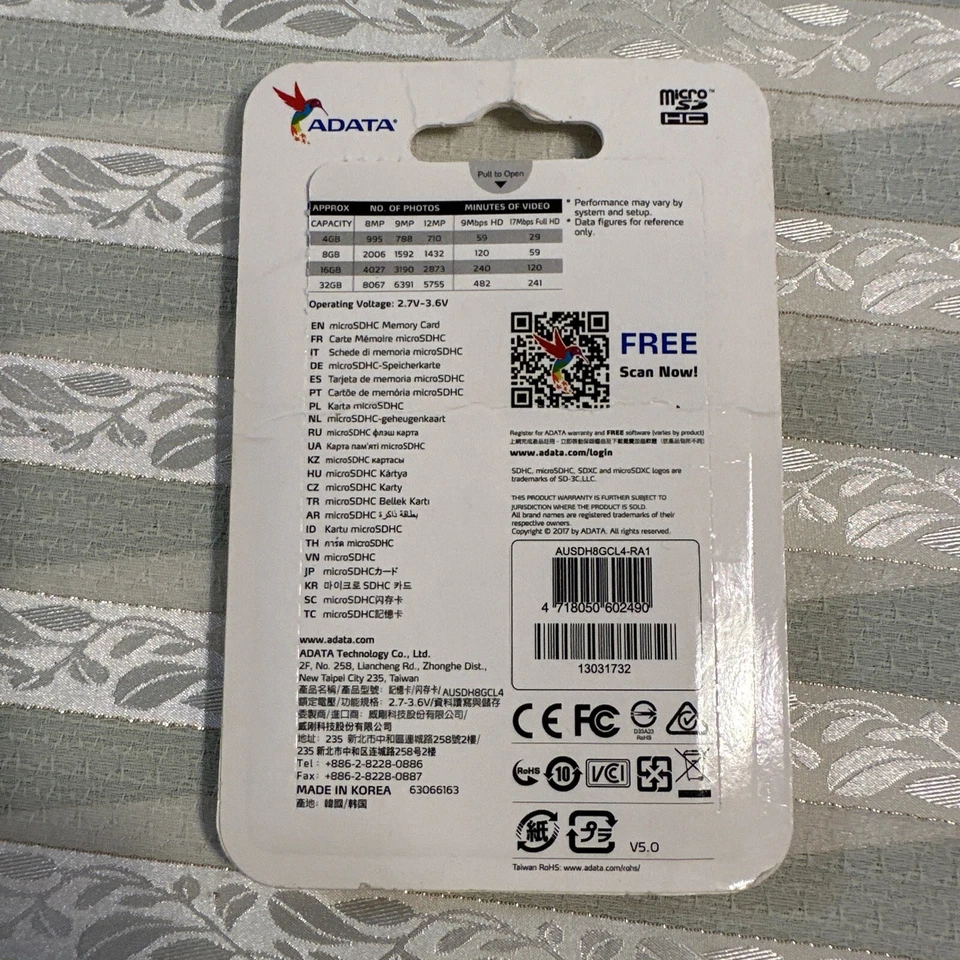 ADATA®
micro SD HC ™
Pull to Open
APPROX NO. OF PHOTOS MINUTES OF VIDEO
CAPACITY 8MP 9MP 12MP 9Mbps HD 17Mbps Full HD
4GB 995 788 710 59 29
8GB 2006 1592 1432 120 59
16GB 4027 3190 2873 240 120
32GB 8067 6391 5755 482 241
* Performance may vary by
system and setup.
* Data figures for reference
only.
Operating Voltage: 2.7V-3.6V
EN microSDHC Memory Card
FR Carte Mémoire microSDHC
IT Schede di memoria microSDHC
DE microSDHC-Speicherkarte
ES Tarjeta de memoria microSDHC
PT Cartõe de memória microSDHC
PL Karta microSDHC
NL microSDHC-geheugenkaart
RU microSDHC флэш карта
UA Карта пам'яті microSDHC
KZ microSDHC картасы
HU microSDHC Kártya
CZ microSDHC Karty
TR microSDHC Bellek Kartı
AR microSDHC بطاقة ذاكرة
ID Kartu microSDHC
TH การ์ด microSDHC
VN microSDHC
JP microSDHCカード
KR 마이크로 SDHC 카드
SC microSDHC闪存卡
TC microSDHC記憶卡
www.adata.com
ADATA Technology Co., Ltd.
2F, No. 258, Liancheng Rd., Zhonghe Dist.,
New Taipei City 235, Taiwan
產品名稱/產品型號: 記憶卡/闪存卡/AUSDH8GCL4
額定電壓/功能規格: 2.7-3.6V/資料讀寫與儲存
委製商/進口商: 威剛科技股份有限公司/
威刚科技股份有限公司
地址: 235 新北市中和區連城路258號2樓/
235 新北市中和区连城路258号2楼
Tel : +886-2-8228-0886
Fax : +886-2-8228-0887
MADE IN KOREA 63066163
產地: 韓國/韩国
FREE
Scan Now!
Register for ADATA warranty and FREE software (varies by product)
www.adata.com/login
SDHC, microSDHC, SDXC and microSDXC logos are
trademarks of SD-3C,LLC.
THIS PRODUCT WARRANTY IS FURTHER SUBJECT TO
JURISDICTION WHERE THE PRODUCT IS SOLD.
All brand names are registered trademarks of their
respective owners.
Copyright © 2017 by ADATA. All rights reserved.
AUSDH8GCL4-RA1
4 718050 602490
13031732
CE FC
D33A23
RoHS
RoHS 10 VCI
紙 プラ V5.0
Taiwan RoHS: www.adata.com/rohs/